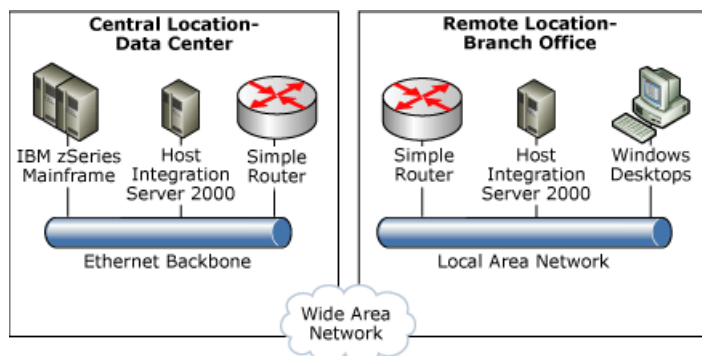 Central Location-
Data Center
IBM zSeries
Mainframe
Host
Integration
Server 2000
Simple
Router
Ethernet Backbone
Remote Location-
Branch Office
Simple
Router
Host
Integration
Server 2000
Windows
Desktops
Local Area Network
Wide Area
Network